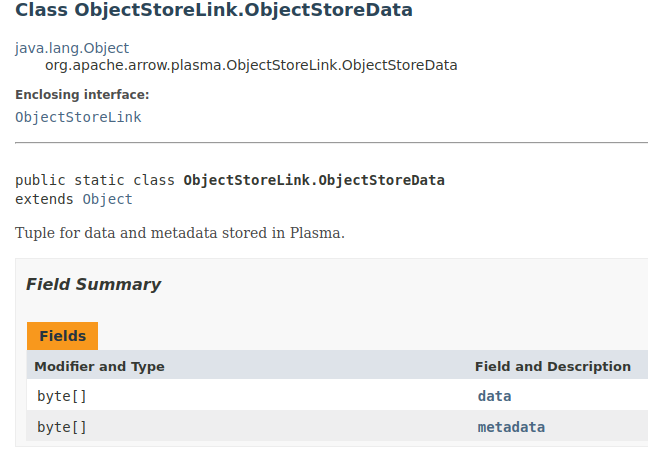 Class ObjectStoreLink.ObjectStoreData
java.lang.Object
org.apache.arrow.plasma.ObjectStoreLink.ObjectStoreData
Enclosing interface:
ObjectStoreLink
public static class ObjectStoreLink.ObjectStoreData
extends Object
Tuple for data and metadata stored in Plasma.
Field Summary
Fields
Modifier and Type Field and Description
byte[] data
byte[] metadata